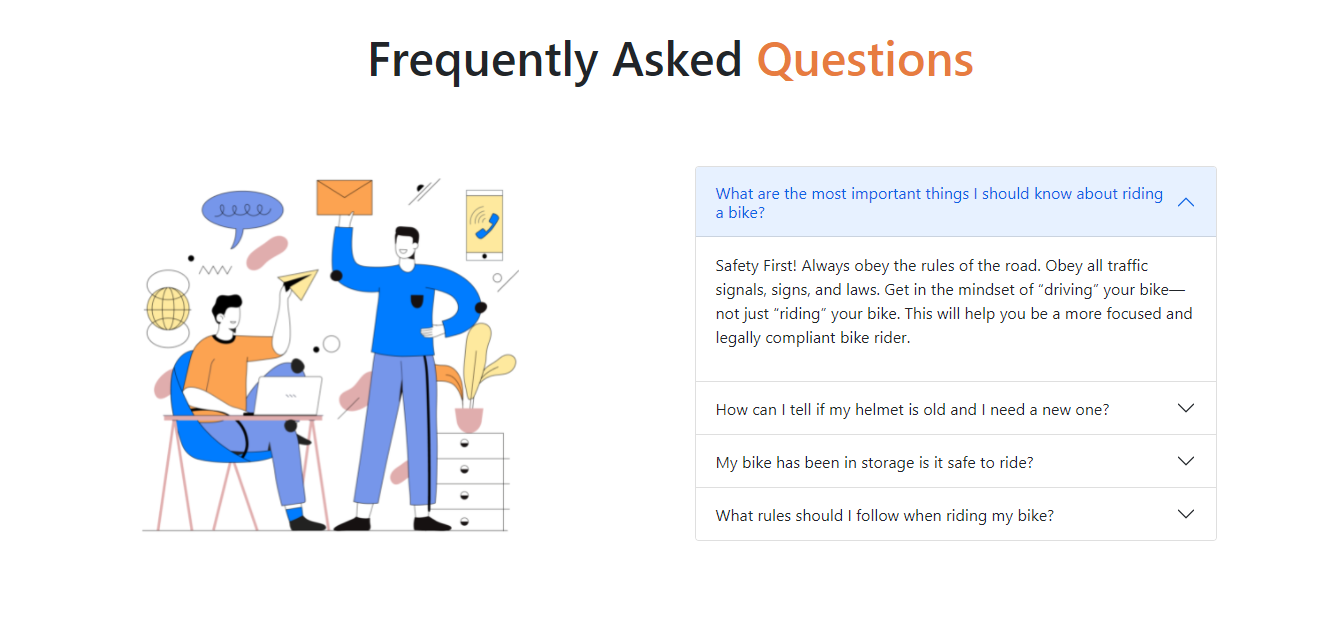 Frequently Asked Questions
What are the most important things I should know about riding
a bike?
Safety First! Always obey the rules of the road. Obey all traffic
signals, signs, and laws. Get in the mindset of “driving” your bike—
not just “riding” your bike. This will help you be a more focused and
legally compliant bike rider.
How can I tell if my helmet is old and I need a new one?
My bike has been in storage is it safe to ride?
What rules should I follow when riding my bike?